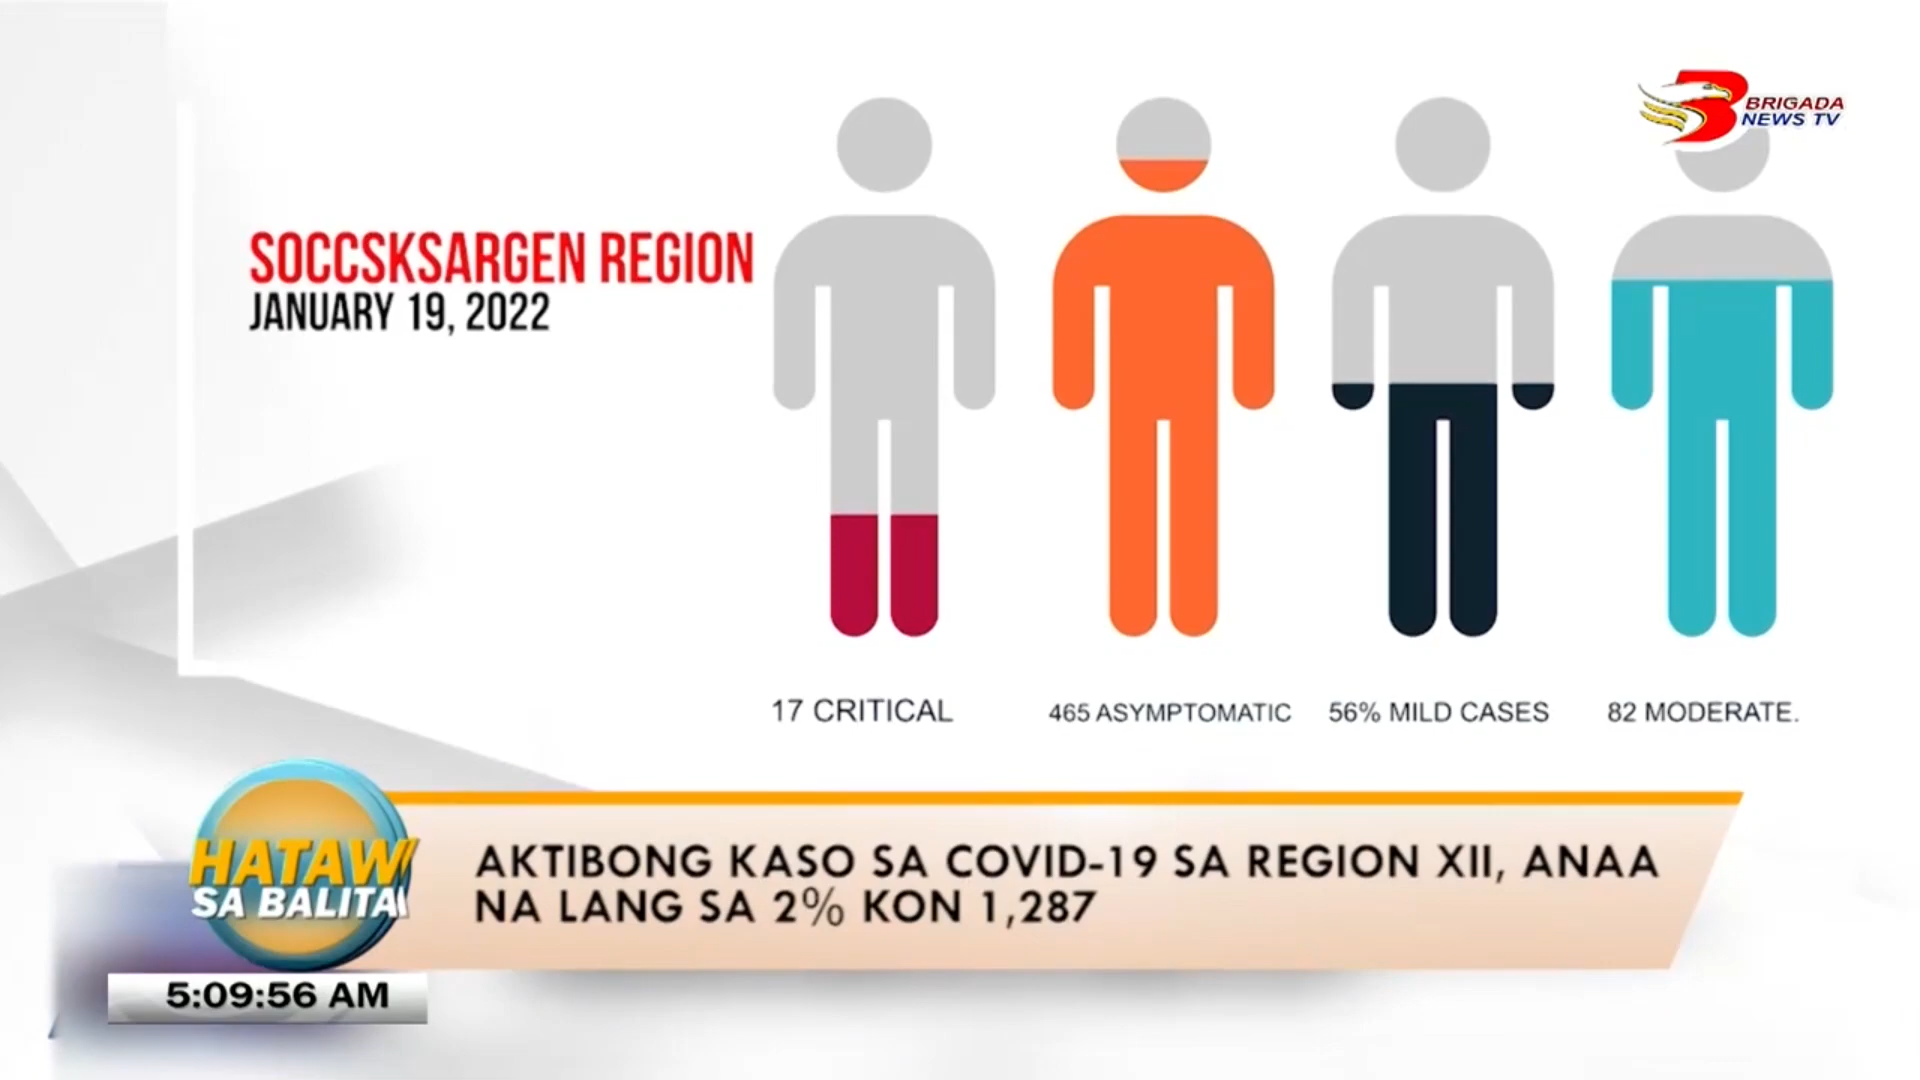 BRIGADA
NEWS TV
SOCCSKSARGEN REGION
JANUARY 19, 2022
17 CRITICAL
465 ASYMPTOMATIC
56% MILD CASES
82 MODERATE.
HATAW
SA BALITA
AKTIBONG KASO SA COVID-19 SA REGION XII, ANAA
NA LANG SA 2% KON 1,287
5:09:56 AM